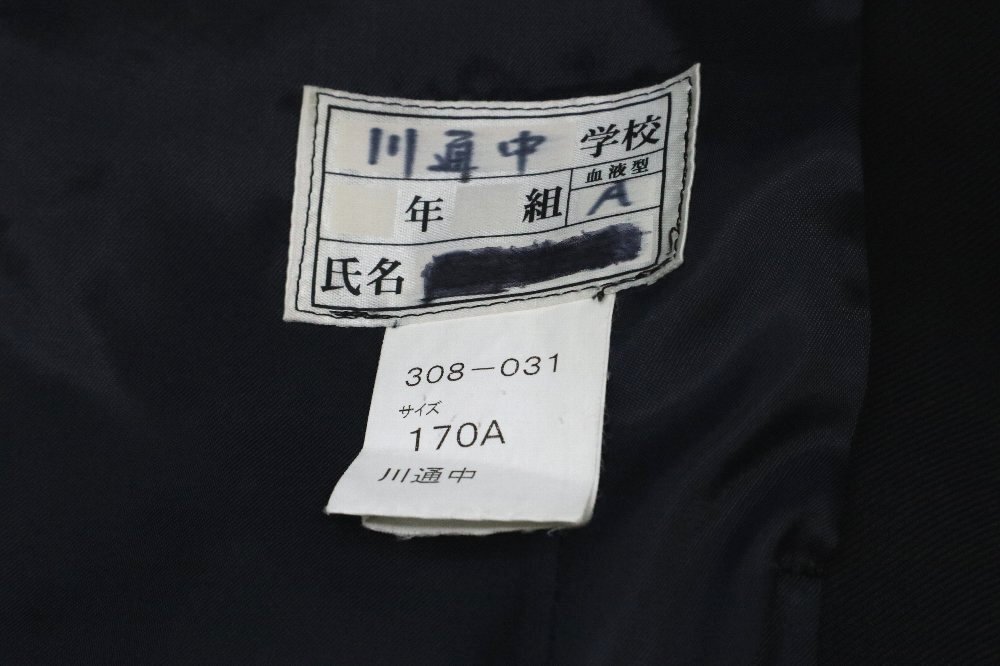 川通中 学校
年 組 血液型 A
氏名
308-031
サイズ
170A
川通中